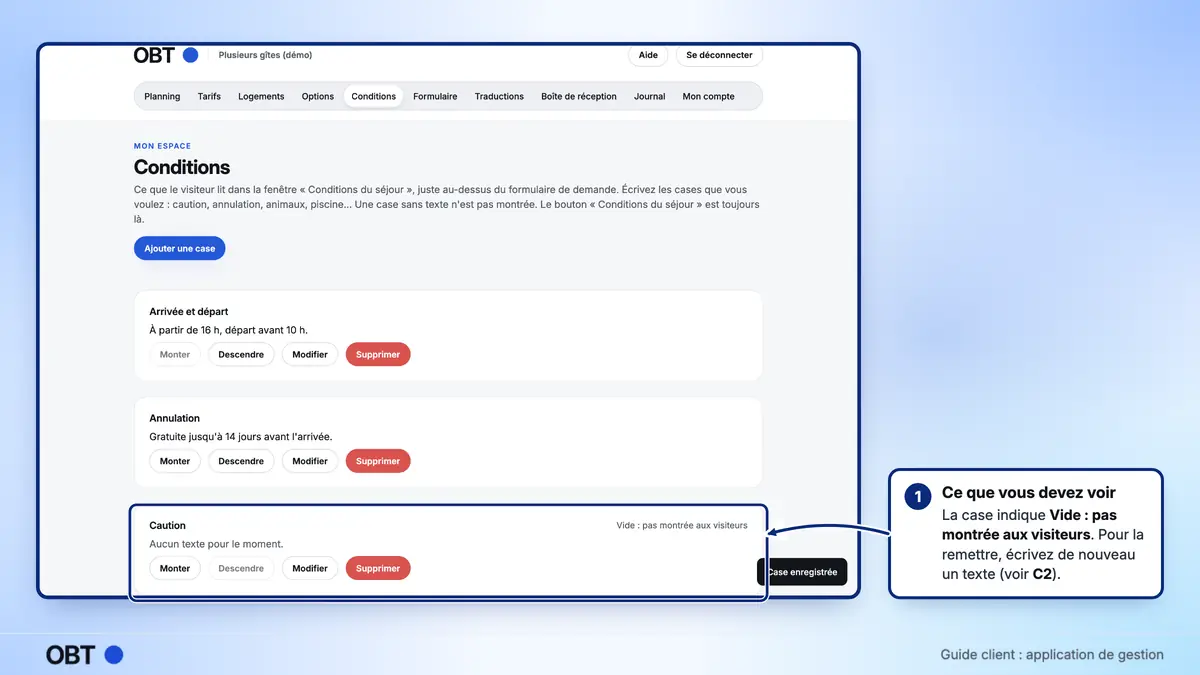 OBT
Plusieurs gîtes (démo)
Aide
Se déconnecter
Planning
Tarifs
Logements
Options
Conditions
Formulaire
Traductions
Boîte de réception
Journal
Mon compte
MON ESPACE
Conditions
Ce que le visiteur lit dans la fenêtre « Conditions du séjour », juste au-dessus du formulaire de demande. Écrivez les cases que vous
voulez : caution, annulation, animaux, piscine... Une case sans texte n'est pas montrée. Le bouton « Conditions du séjour » est toujours
là.
Ajouter une case
Arrivée et départ
À partir de 16 h, départ avant 10 h.
Monter
Descendre
Modifier
Supprimer
Annulation
Gratuite jusqu'à 14 jours avant l'arrivée.
Monter
Descendre
Modifier
Supprimer
Caution
Vide : pas montrée aux visiteurs
Aucun texte pour le moment.
Monter
Descendre
Modifier
Supprimer
Case enregistrée
1
Ce que vous devez voir
La case indique Vide : pas
montrée aux visiteurs. Pour la
remettre, écrivez de nouveau
un texte (voir C2).
OBT
Guide client : application de gestion